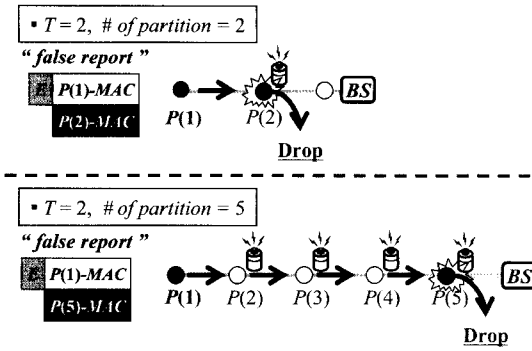 ▪ T = 2, # of partition = 2
“ false report ”
E P(1)-MAC
P(2)-MAC
P(1) P(2) BS
Drop
▪ T = 2, # of partition = 5
“ false report ”
E P(1)-MAC
P(5)-MAC
P(1) P(2) P(3) P(4) P(5) BS
Drop